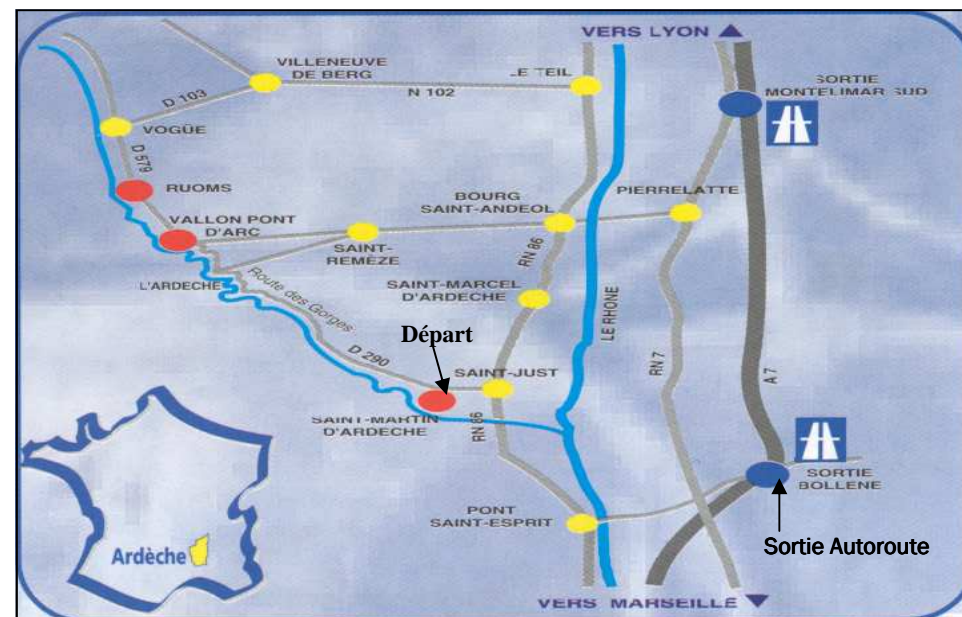 VERS LYON
VILLENEUVE
DE BERG
LE TEIL
SORTIE
MONTELIMAR SUD
D 103
N 102
VOGÜE
D 579
RUOMS
BOURG
SAINT-ANDEOL
PIERRELATTE
VALLON PONT
D'ARC
SAINT-
REMÈZE
RN 86
L'ARDECHE
Route des Gorges
SAINT-MARCEL
D'ARDECHE
LE RHONE
Départ
D 290
RN 7
A 7
SAINT-JUST
SAINT-MARTIN
D'ARDECHE
RN 86
SORTIE
BOLLENE
PONT
SAINT-ESPRIT
Sortie Autoroute
Ardèche
VERS MARSEILLE